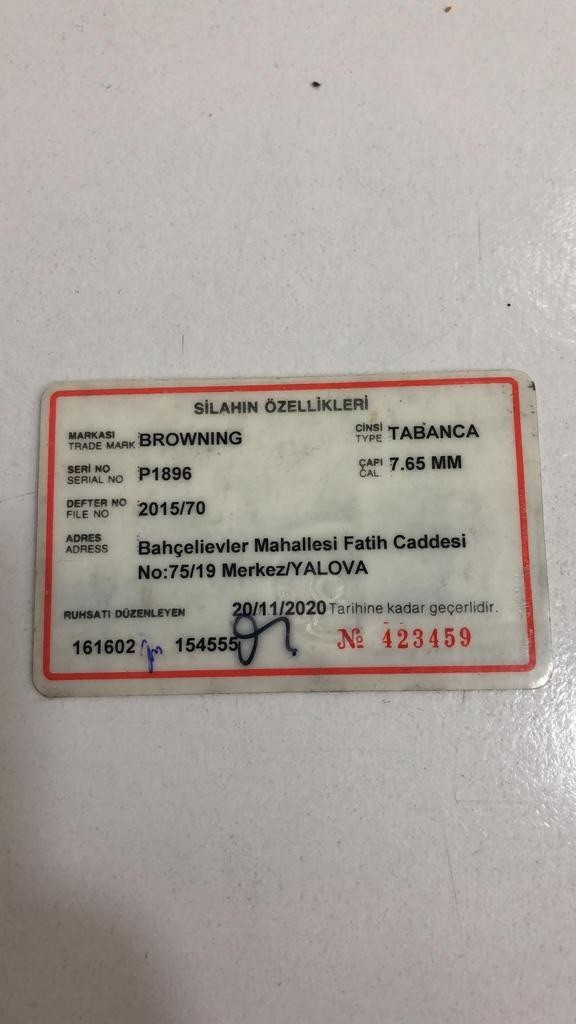 SİLAHIN ÖZELLİKLERİ
MARKASI
TRADE MARK BROWNING
CİNSİ
TYPE TABANCA
SERİ NO
SERIAL NO P1896
ÇAPI
CAL. 7.65 MM
DEFTER NO
FILE NO 2015/70
ADRES
ADRESS Bahçelievler Mahallesi Fatih Caddesi
No:75/19 Merkez/YALOVA
RUHSATI DÜZENLEYEN 20/11/2020 Tarihine kadar geçerlidir.
161602 154555 № 423459